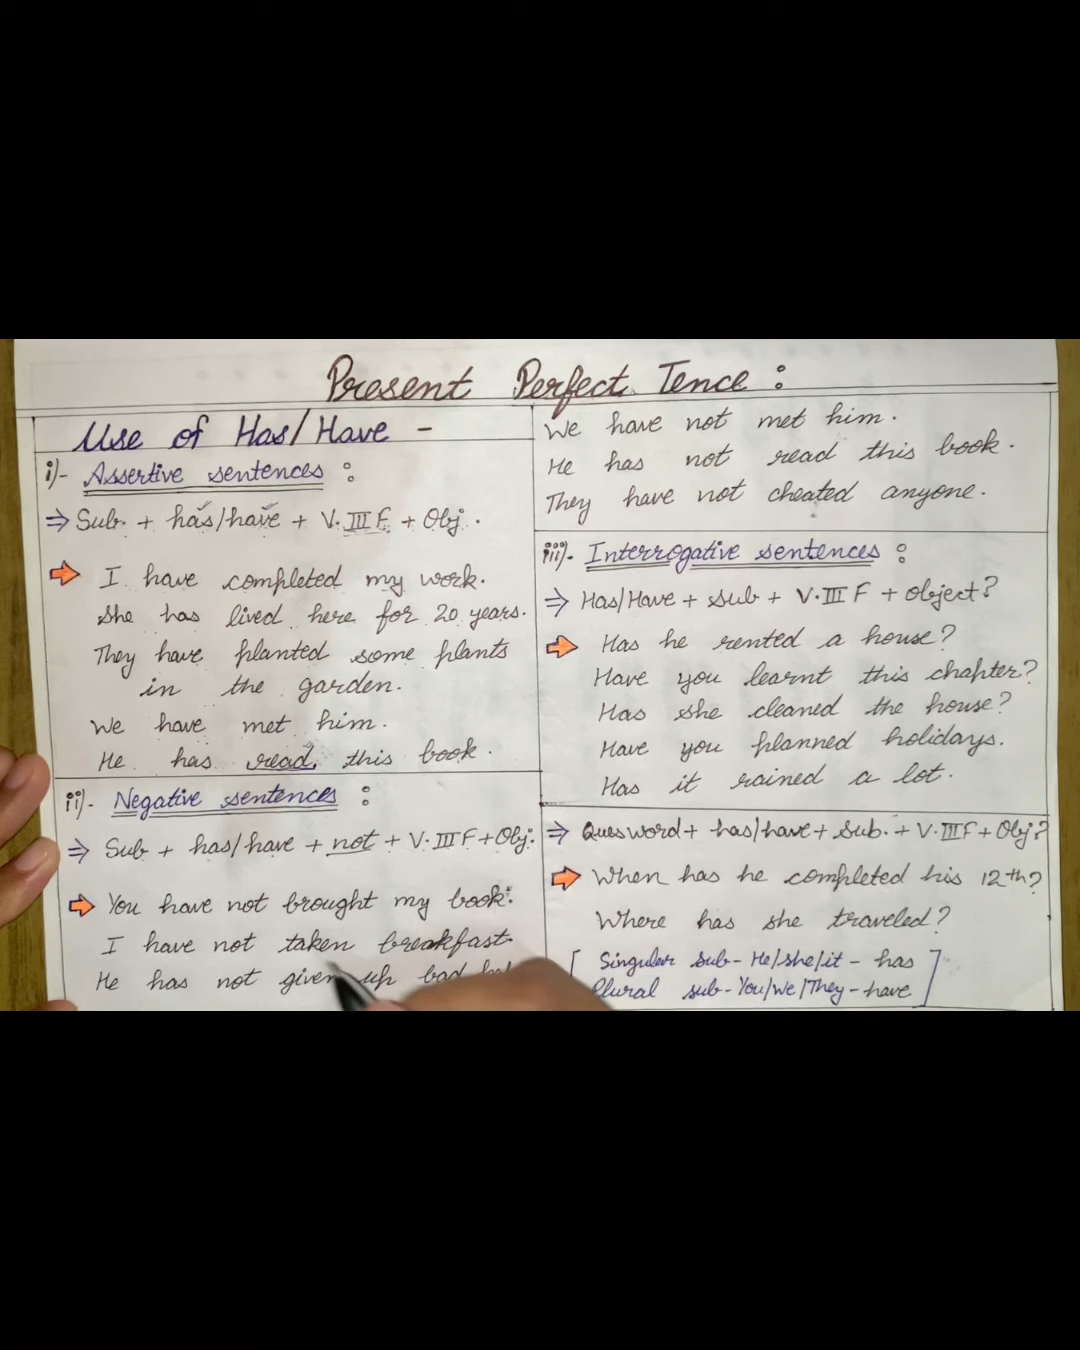 Present Perfect Tence :
Use of Has/Have -
i)- Assertive sentences :
⇒ Sub. + has/have + V.III F + Obj.
I have completed my work.
She has lived here for 20 years.
They have planted some plants
in the garden.
We have met him.
He has read this book.
ii)- Negative sentences :
⇒ Sub + has/have + not + V.III F + Obj.
You have not brought my book.
I have not taken breakfast.
He has not given up bad
We have not met him.
He has not read this book.
They have not cheated anyone.
iii)- Interrogative sentences :
⇒ Has/Have + sub + V.III F + object?
Has he rented a house?
Have you learnt this chapter?
Has she cleaned the house?
Have you planned holidays.
Has it rained a lot.
⇒ Ques word + has/have + sub. + V.III F + Obj?
When has he completed his 12th?
Where has she traveled?
[ Singular sub - He/she/it - has ]
Plural sub - You/We/They - have